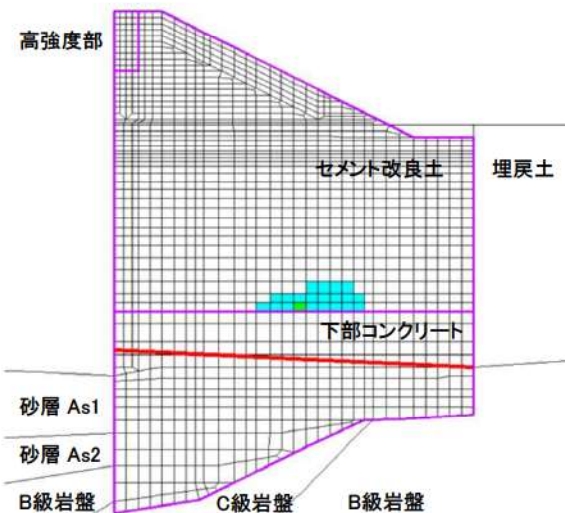 高強度部
セメント改良土
埋戻土
下部コンクリート
砂層 As1
砂層 As2
B級岩盤
C級岩盤
B級岩盤